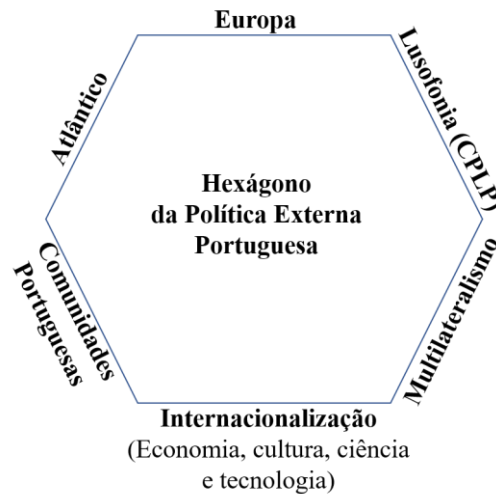 Europa
Atlântico
Lusofonia (CPLP)
Hexágono
da Política Externa
Portuguesa
Comunidades
Portuguesas
Multilateralismo
Internacionalização
(Economia, cultura, ciência
e tecnologia)